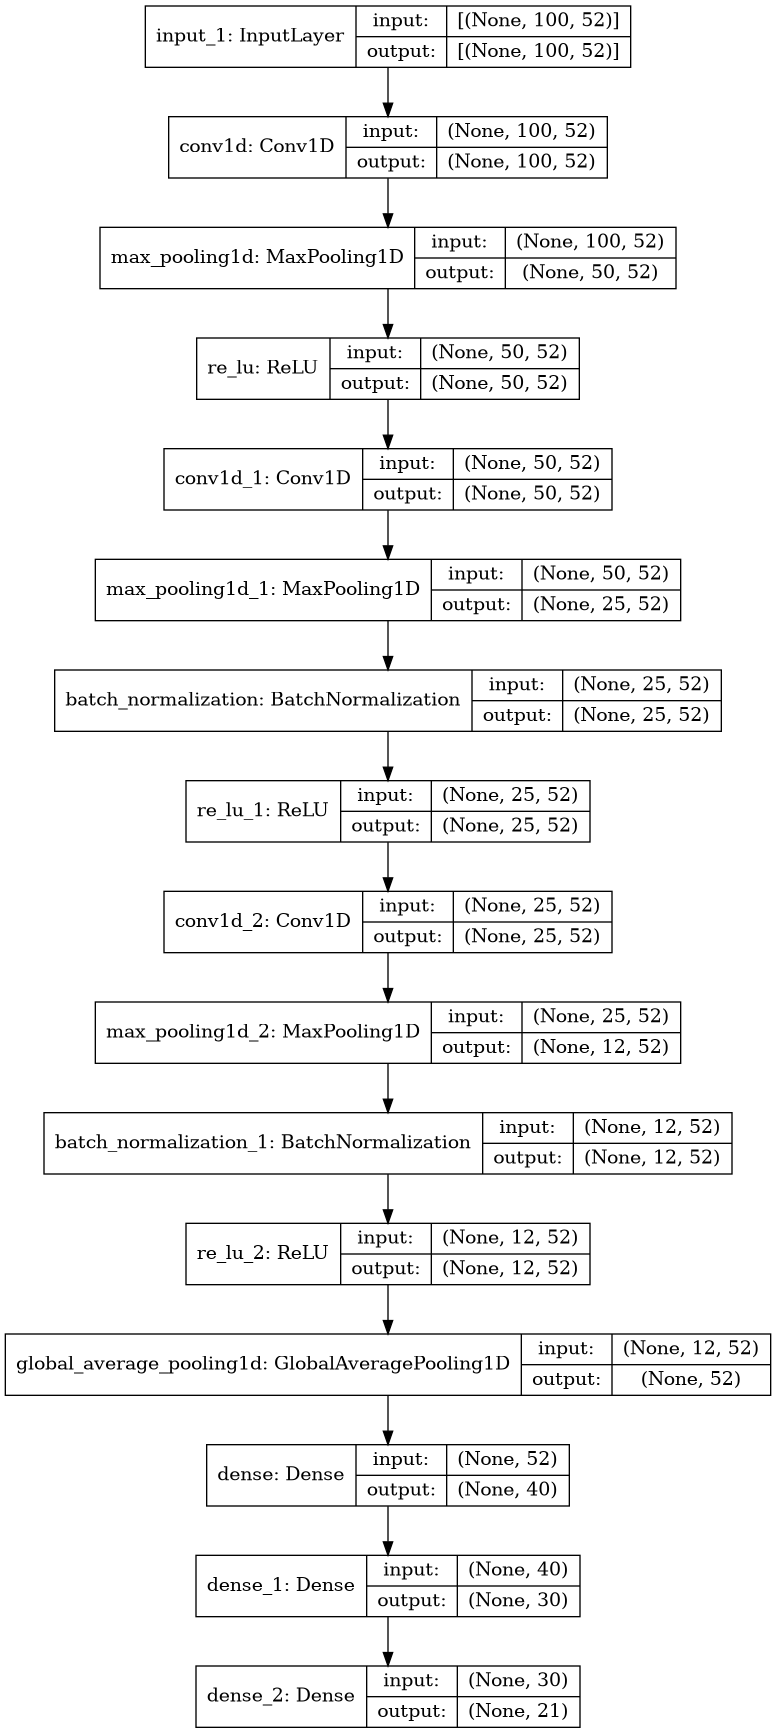 input_1: InputLayer
input: [(None, 100, 52)]
output: [(None, 100, 52)]
conv1d: Conv1D
input: (None, 100, 52)
output: (None, 100, 52)
max_pooling1d: MaxPooling1D
input: (None, 100, 52)
output: (None, 50, 52)
re_lu: ReLU
input: (None, 50, 52)
output: (None, 50, 52)
conv1d_1: Conv1D
input: (None, 50, 52)
output: (None, 50, 52)
max_pooling1d_1: MaxPooling1D
input: (None, 50, 52)
output: (None, 25, 52)
batch_normalization: BatchNormalization
input: (None, 25, 52)
output: (None, 25, 52)
re_lu_1: ReLU
input: (None, 25, 52)
output: (None, 25, 52)
conv1d_2: Conv1D
input: (None, 25, 52)
output: (None, 25, 52)
max_pooling1d_2: MaxPooling1D
input: (None, 25, 52)
output: (None, 12, 52)
batch_normalization_1: BatchNormalization
input: (None, 12, 52)
output: (None, 12, 52)
re_lu_2: ReLU
input: (None, 12, 52)
output: (None, 12, 52)
global_average_pooling1d: GlobalAveragePooling1D
input: (None, 12, 52)
output: (None, 52)
dense: Dense
input: (None, 52)
output: (None, 40)
dense_1: Dense
input: (None, 40)
output: (None, 30)
dense_2: Dense
input: (None, 30)
output: (None, 21)